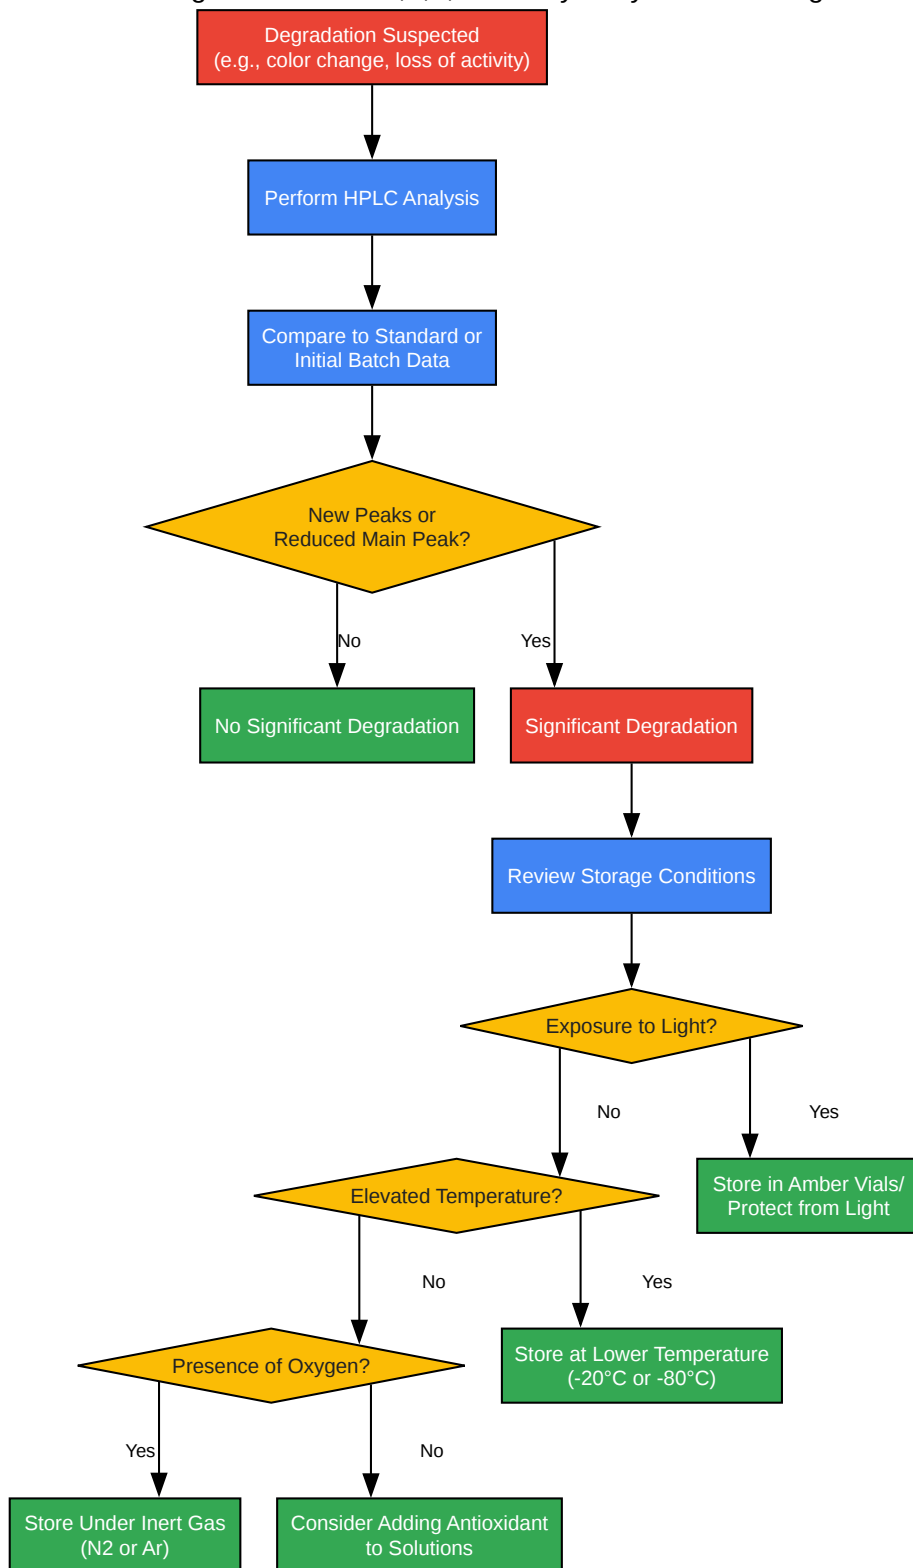 Degradation Suspected
(e.g., color change, loss of activity)
Perform HPLC Analysis
Compare to Standard or
Initial Batch Data
New Peaks or
Reduced Main Peak?
No
Yes
No Significant Degradation
Significant Degradation
Review Storage Conditions
Exposure to Light?
No
Yes
Store in Amber Vials/
Protect from Light
Elevated Temperature?
No
Yes
Store at Lower Temperature
(-20°C or -80°C)
Presence of Oxygen?
Yes
No
Store Under Inert Gas
(N2 or Ar)
Consider Adding Antioxidant
to Solutions